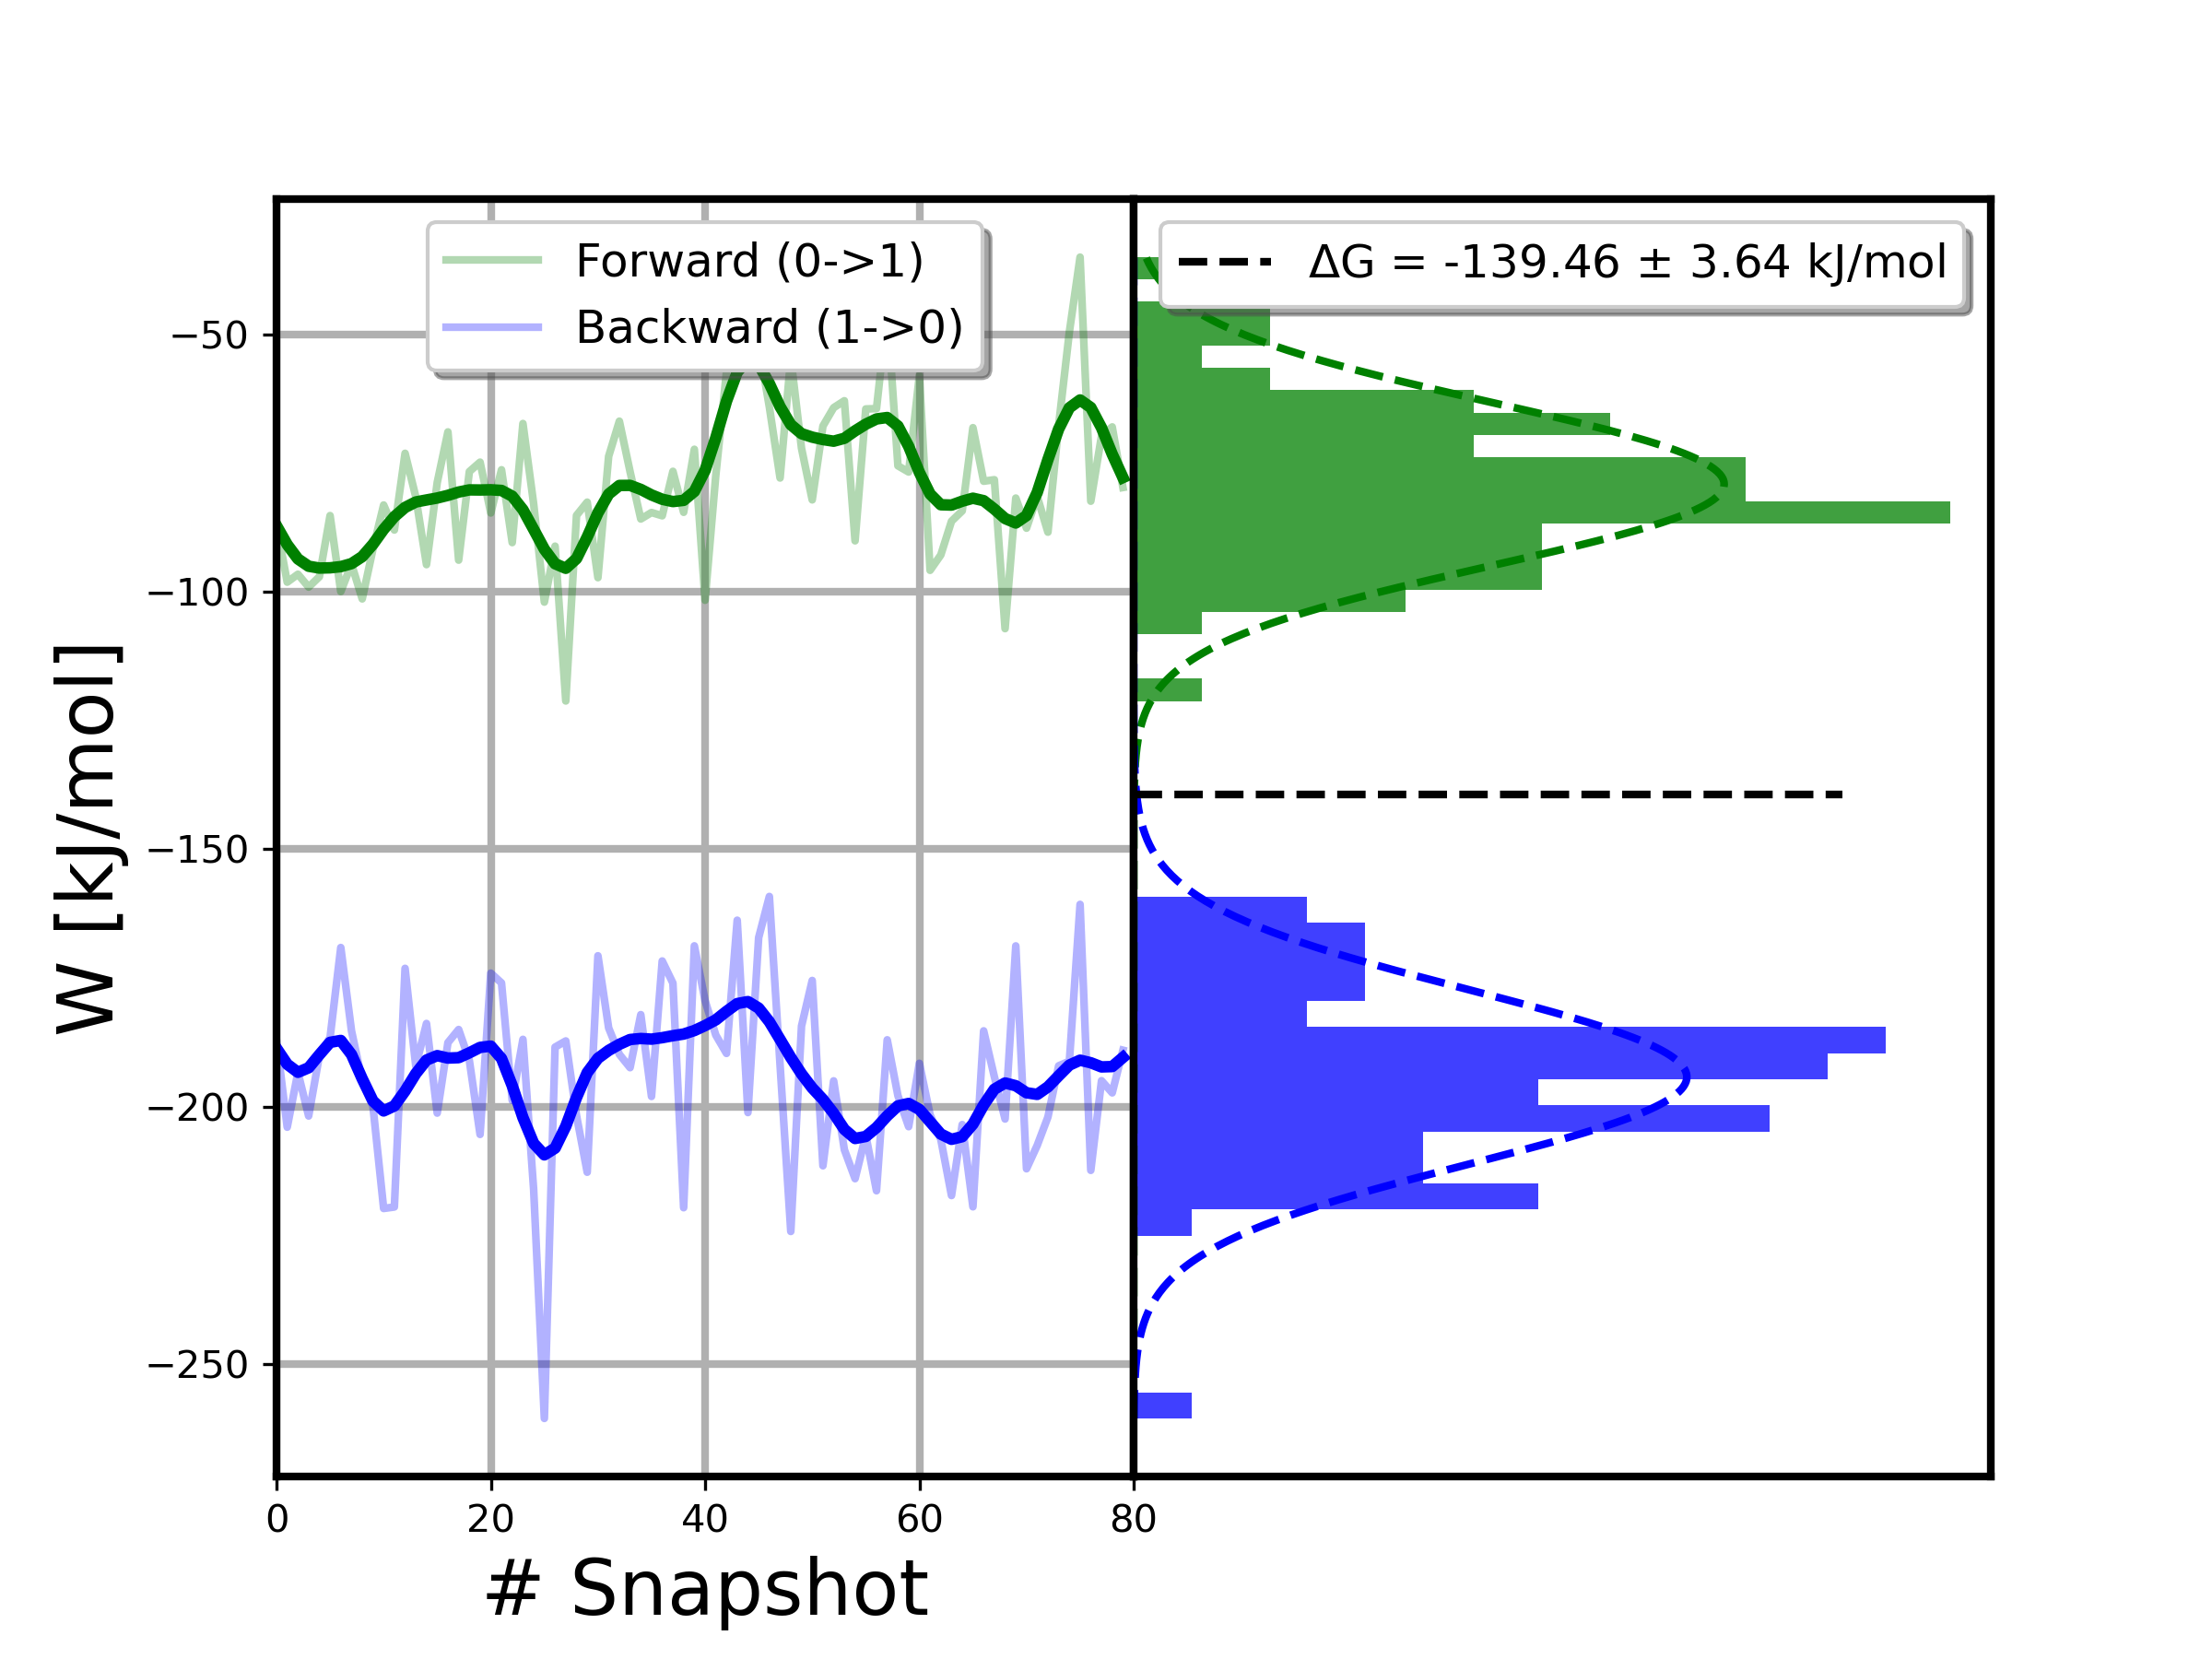 Forward (0->1)
Backward (1->0)
ΔG = -139.46 ± 3.64 kJ/mol
W [kJ/mol]
−50
−100
−150
−200
−250
0 20 40 60 80
# Snapshot